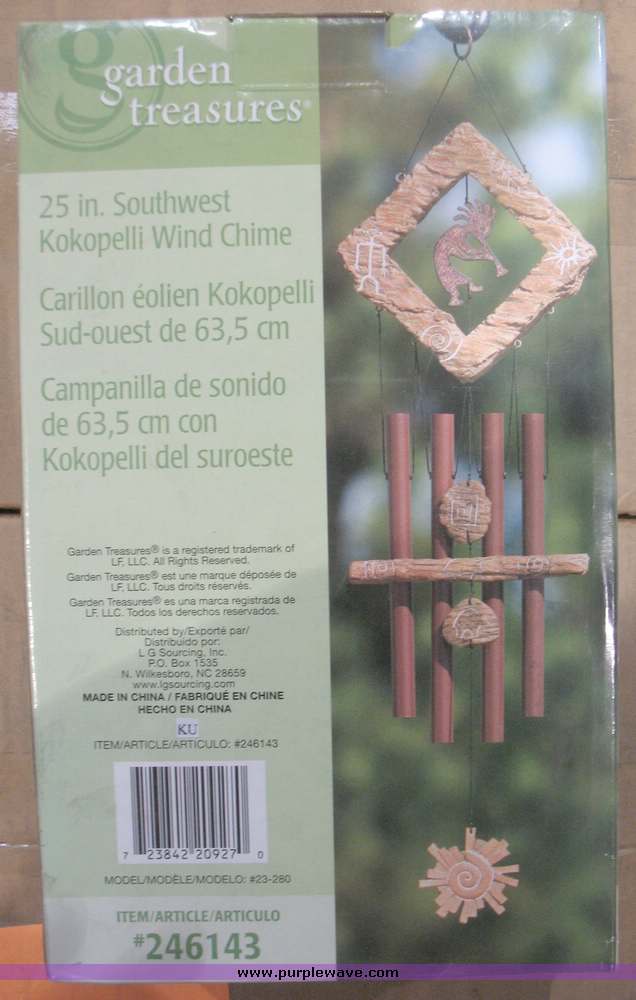 garden
treasures®
25 in. Southwest
Kokopelli Wind Chime
Carillon éolien Kokopelli
Sud-ouest de 63,5 cm
Campanilla de sonido
de 63,5 cm con
Kokopelli del suroeste
Garden Treasures® is a registered trademark of
LF, LLC. All Rights Reserved.
Garden Treasures® est une marque déposée de
LF, LLC. Tous droits réservés.
Garden Treasures® es una marca registrada de
LF, LLC. Todos los derechos reservados.
Distributed by/Exporté par/
Distribuido por:
L G Sourcing, Inc.
P.O. Box 1535
N. Wilkesboro, NC 28659
www.lgsourcing.com
MADE IN CHINA / FABRIQUÉ EN CHINE
HECHO EN CHINA
KU
ITEM/ARTICLE/ARTICULO: #246143
7 23842 20927 0
MODEL/MODÈLE/MODELO: #23-280
ITEM/ARTICLE/ARTICULO
#246143
www.purplewave.com